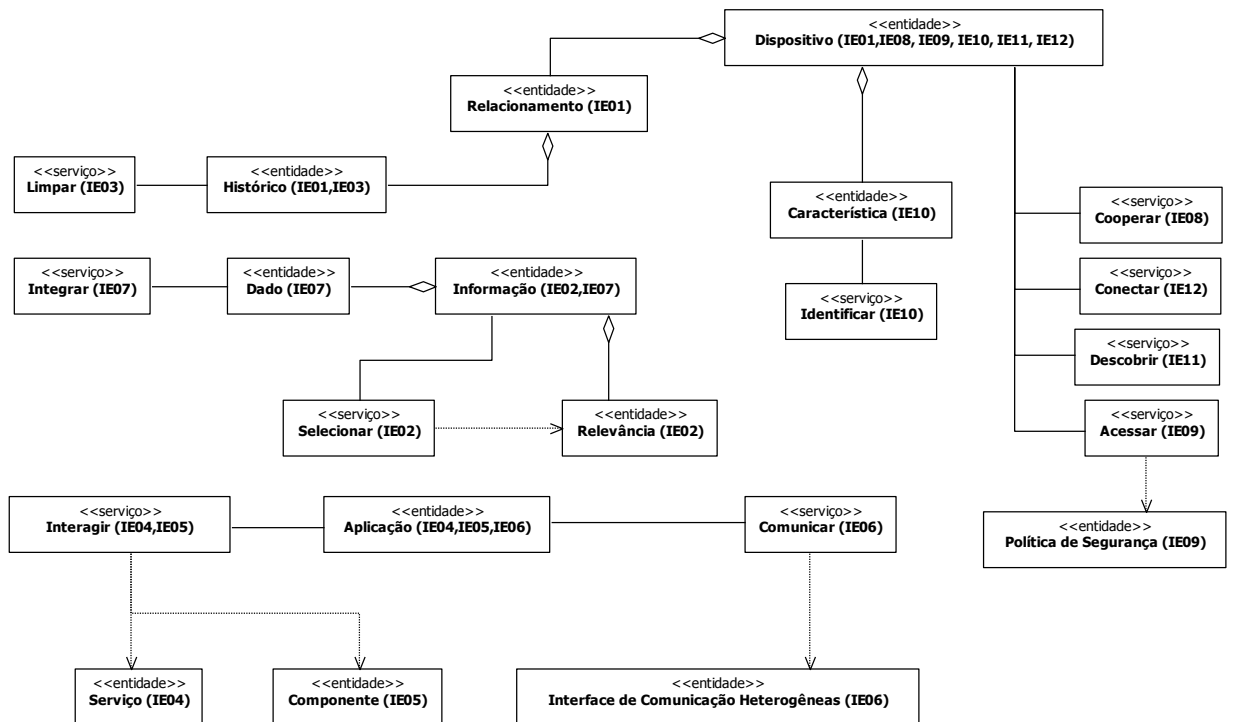 <<entidade>>
Dispositivo (IE01,IE08, IE09, IE10, IE11, IE12)
<<entidade>>
Relacionamento (IE01)
<<serviço>>
Limpar (IE03)
<<entidade>>
Histórico (IE01,IE03)
<<entidade>>
Característica (IE10)
<<serviço>>
Cooperar (IE08)
<<serviço>>
Integrar (IE07)
<<entidade>>
Dado (IE07)
<<entidade>>
Informação (IE02,IE07)
<<serviço>>
Identificar (IE10)
<<serviço>>
Conectar (IE12)
<<serviço>>
Descobrir (IE11)
<<serviço>>
Selecionar (IE02)
<<entidade>>
Relevância (IE02)
<<serviço>>
Acessar (IE09)
<<serviço>>
Interagir (IE04,IE05)
<<entidade>>
Aplicação (IE04,IE05,IE06)
<<serviço>>
Comunicar (IE06)
<<entidade>>
Política de Segurança (IE09)
<<entidade>>
Serviço (IE04)
<<entidade>>
Componente (IE05)
<<entidade>>
Interface de Comunicação Heterogêneas (IE06)